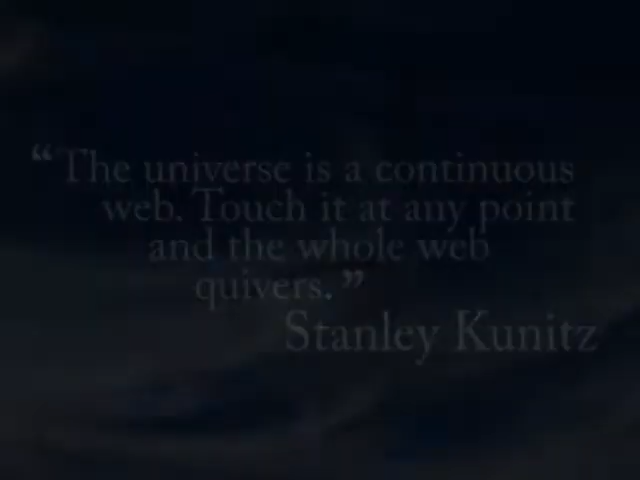 “The universe is a continuous
web. Touch it at any point
and the whole web
quivers.”
Stanley Kunitz